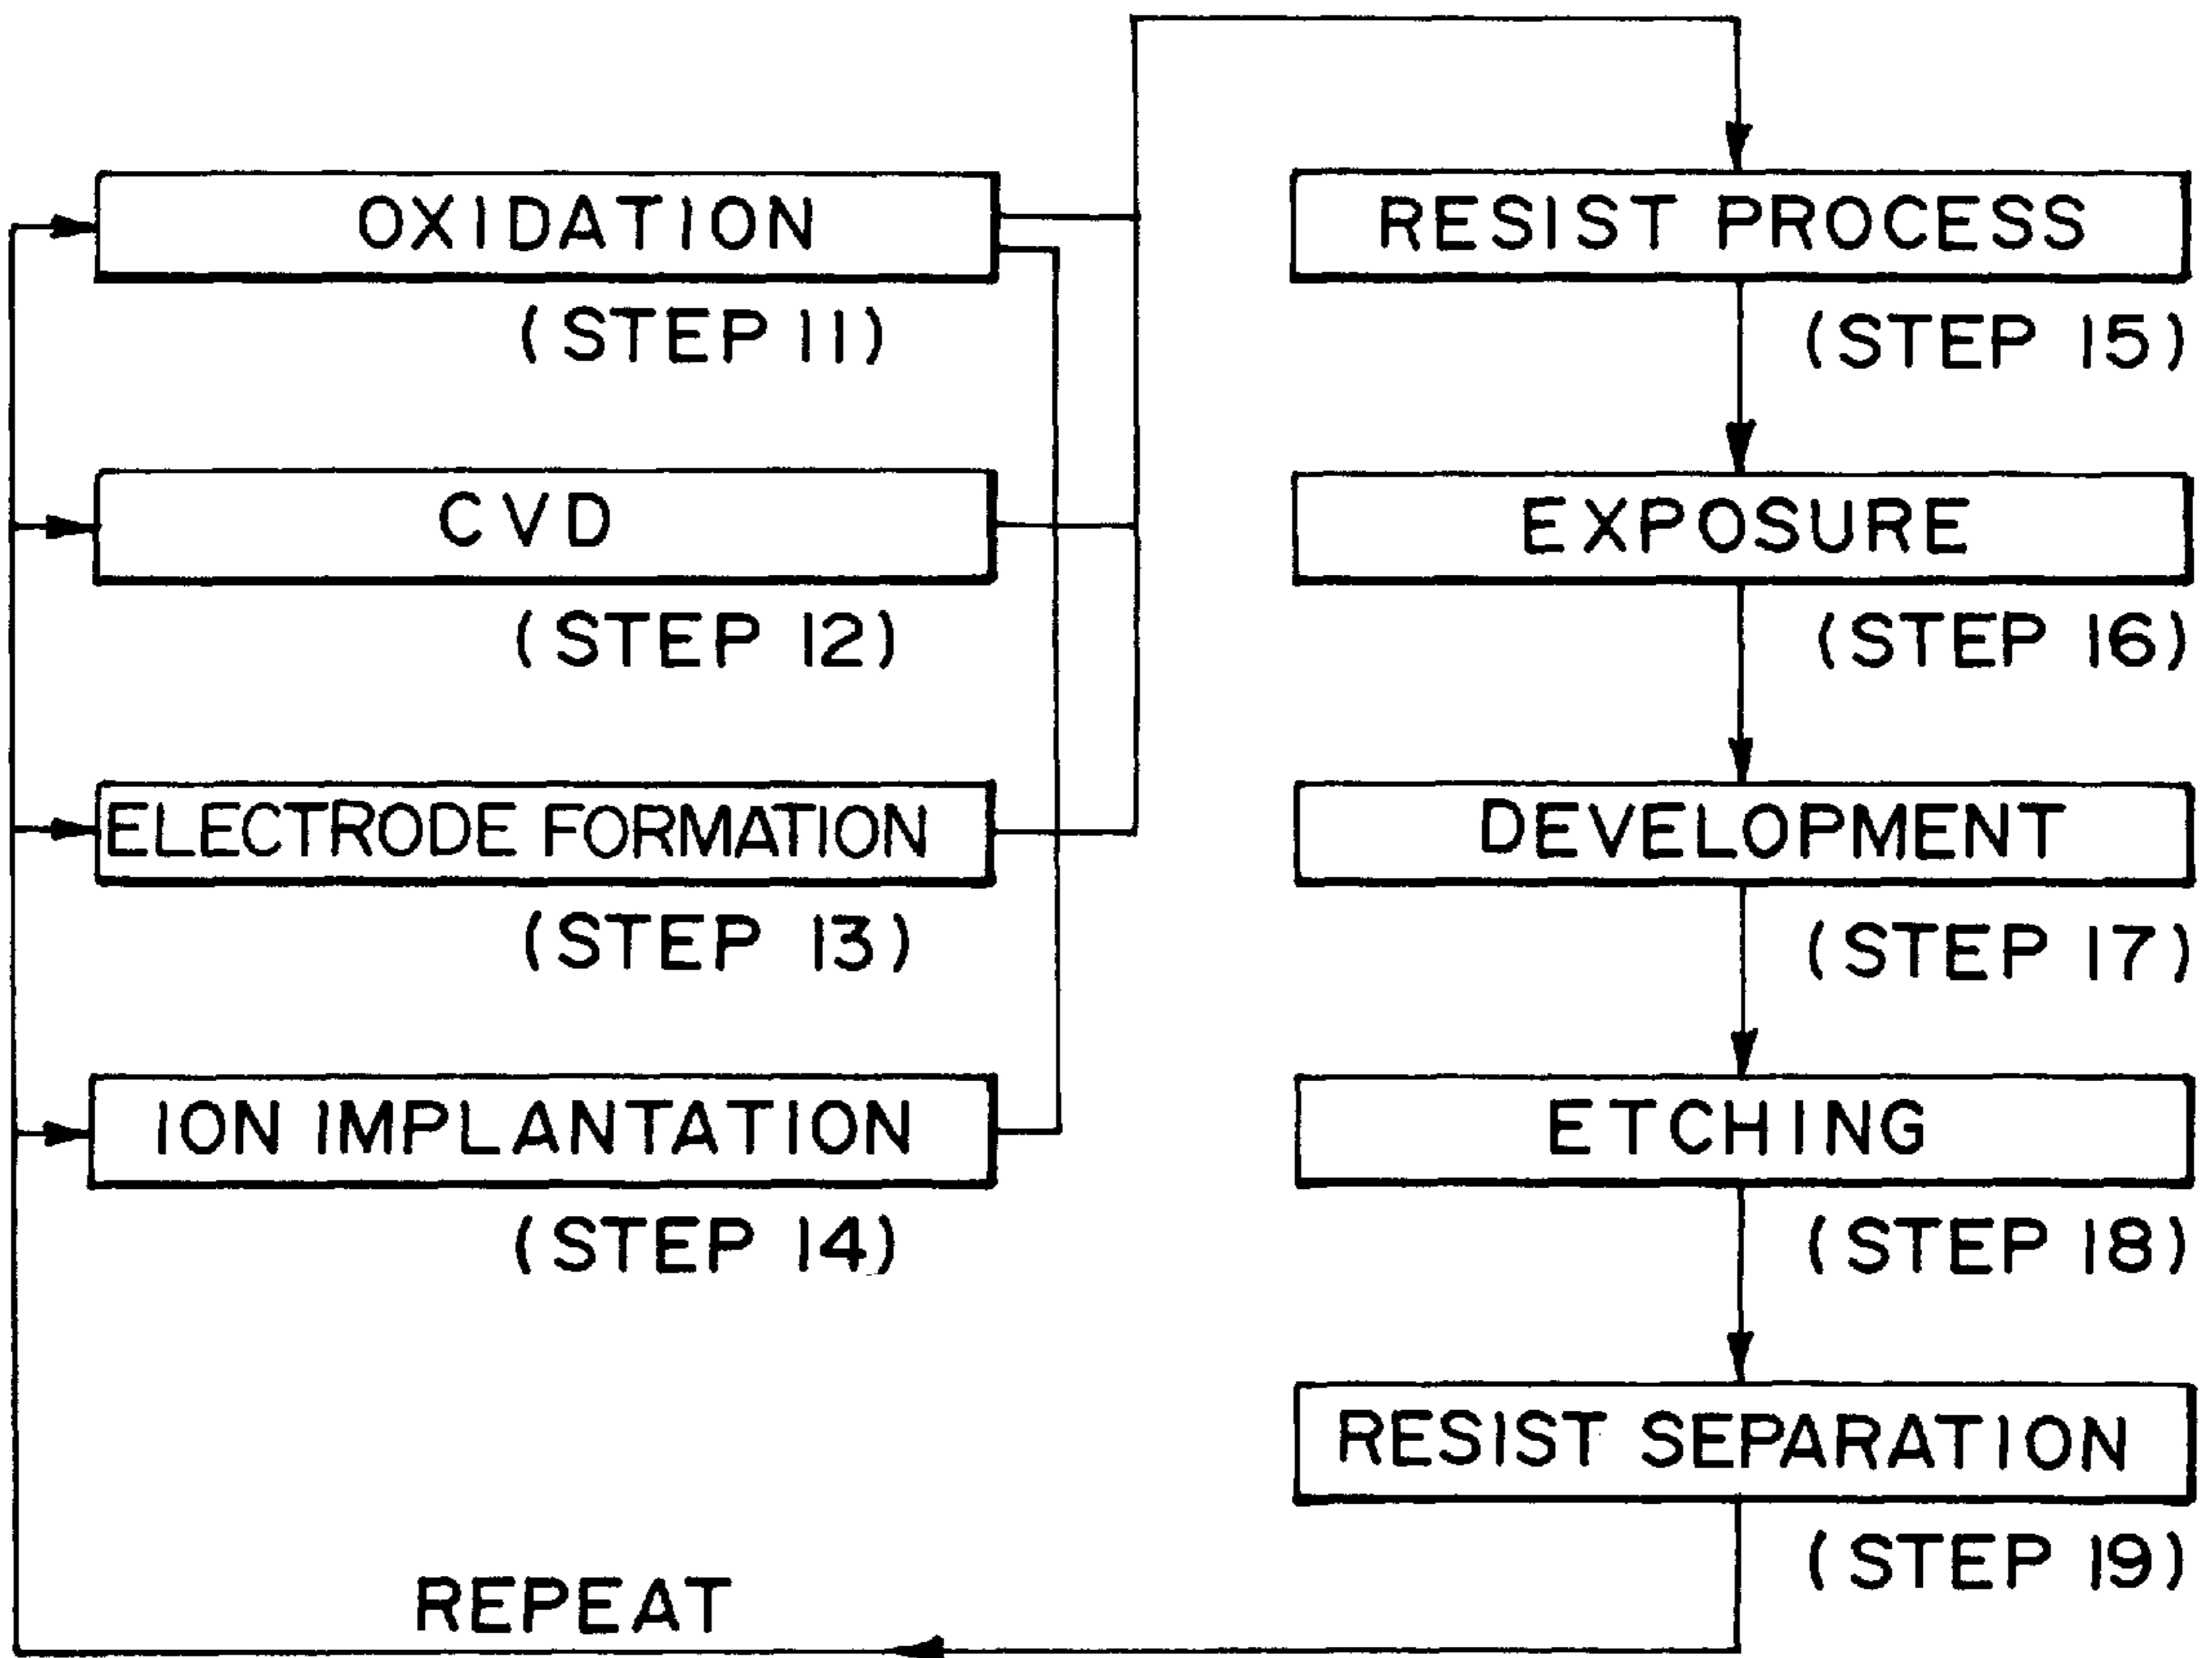 OXIDATION
(STEP 11)
CVD
(STEP 12)
ELECTRODE FORMATION
(STEP 13)
ION IMPLANTATION
(STEP 14)
RESIST PROCESS
(STEP 15)
EXPOSURE
(STEP 16)
DEVELOPMENT
(STEP 17)
ETCHING
(STEP 18)
RESIST SEPARATION
(STEP 19)
REPEAT